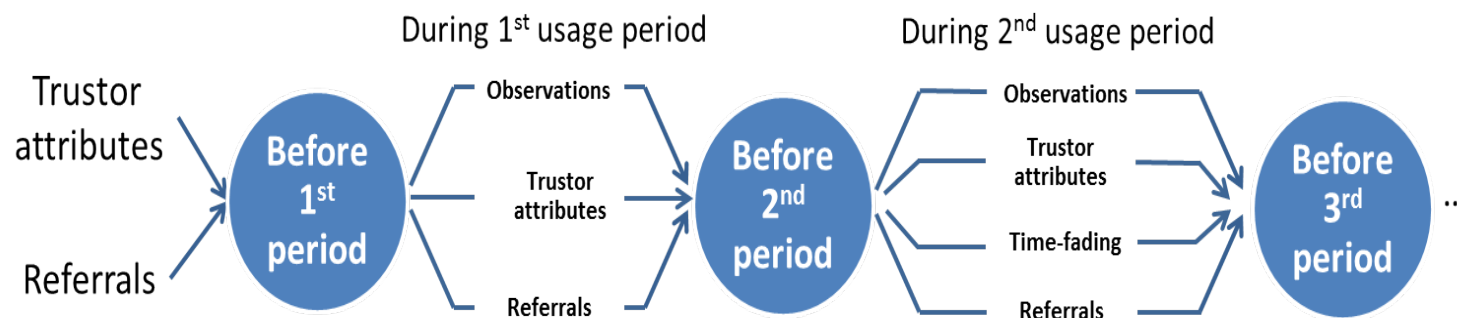 During 1st usage period
During 2nd usage period
Trustor
attributes
Referrals
Before
1st
period
Observations
Trustor
attributes
Referrals
Before
2nd
period
Observations
Trustor
attributes
Time-fading
Referrals
Before
3rd
period
..